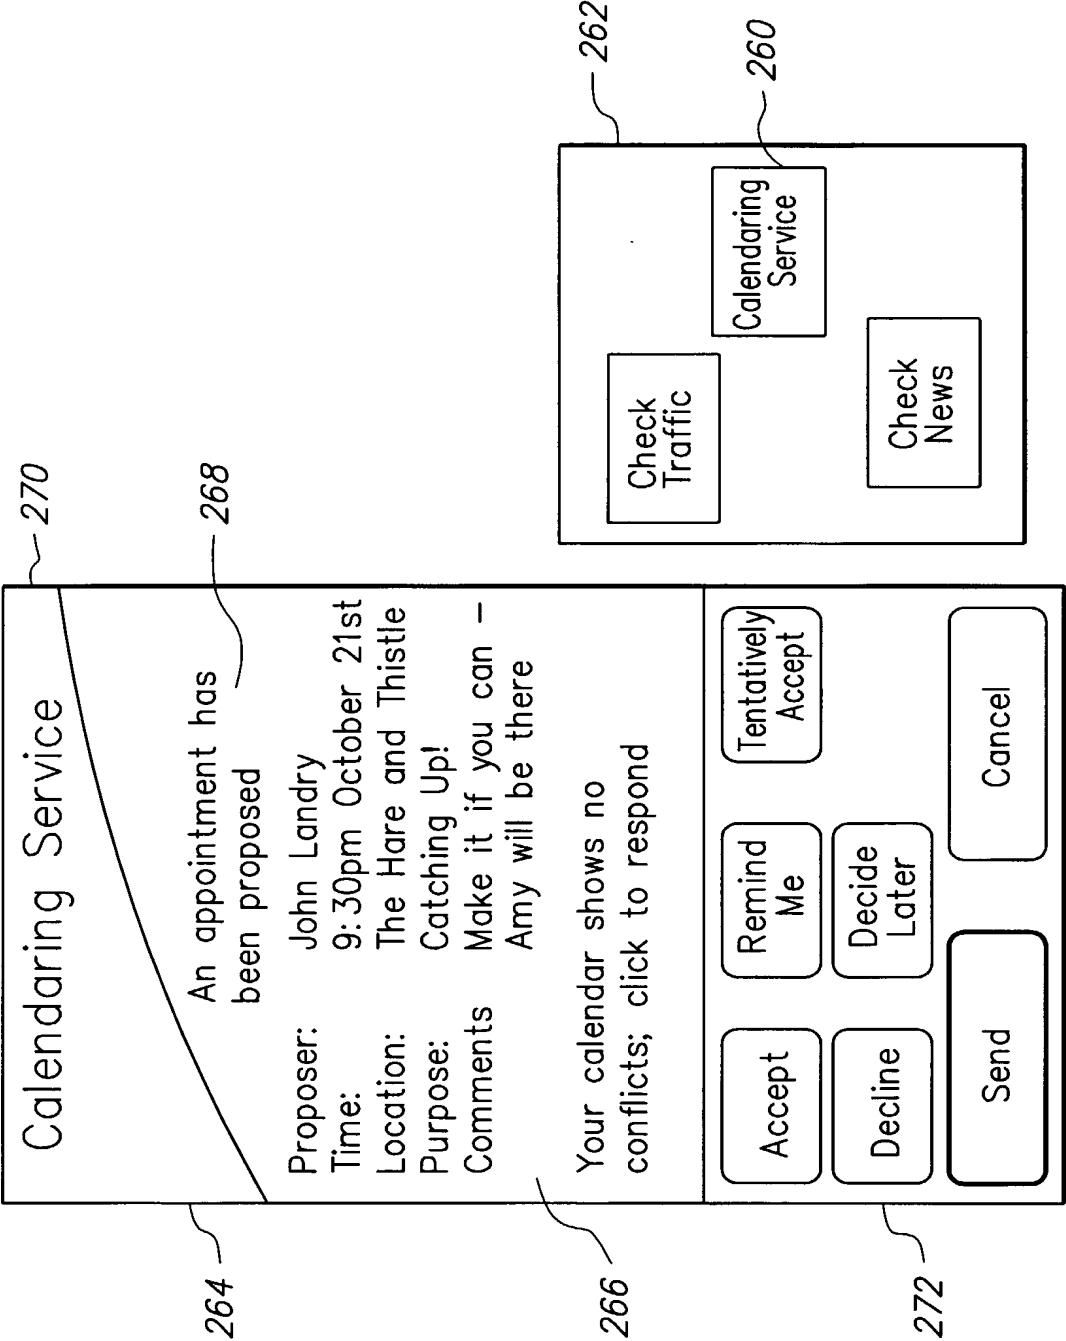 Calendaring Service
270
An appointment has
been proposed
268
Proposer: John Landry
Time: 9:30pm October 21st
Location: The Hare and Thistle
Purpose: Catching Up!
Comments Make it if you can –
Amy will be there
Your calendar shows no
conflicts; click to respond
264
266
Accept
Remind
Me
Tentatively
Accept
Decline
Decide
Later
Send
Cancel
272
262
Check
Traffic
Calendaring
Service
260
Check
News